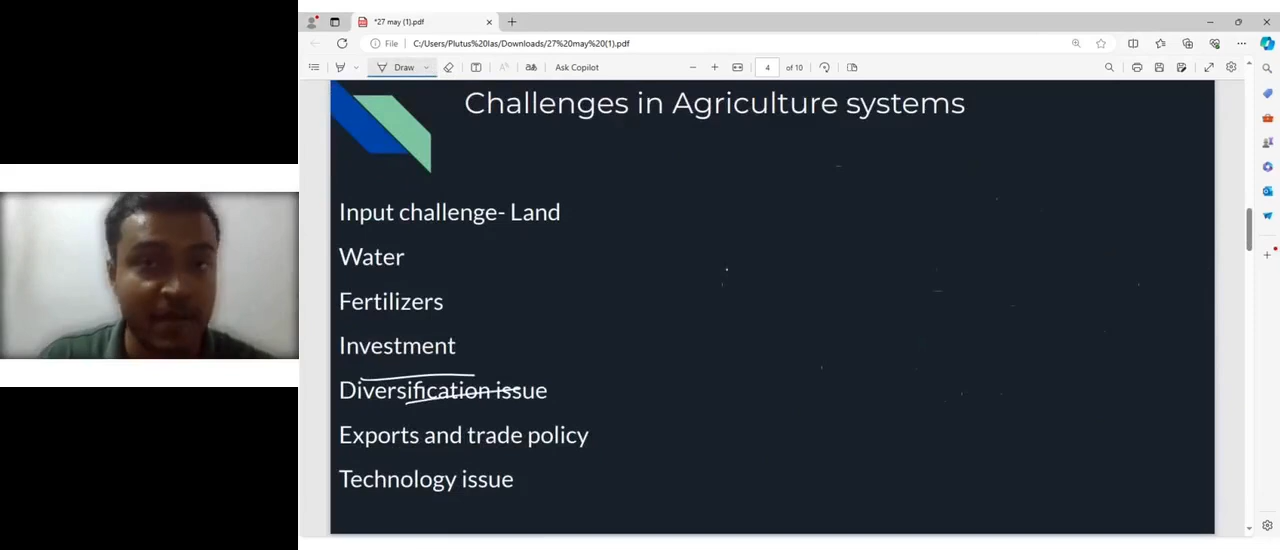 *27 may (1).pdf
File C:/Users/Plutus%20Ias/Downloads/27%20may%20(1).pdf
Draw Ask Copilot 4 of 10
Challenges in Agriculture systems
Input challenge- Land
Water
Fertilizers
Investment
Diversification issue
Exports and trade policy
Technology issue